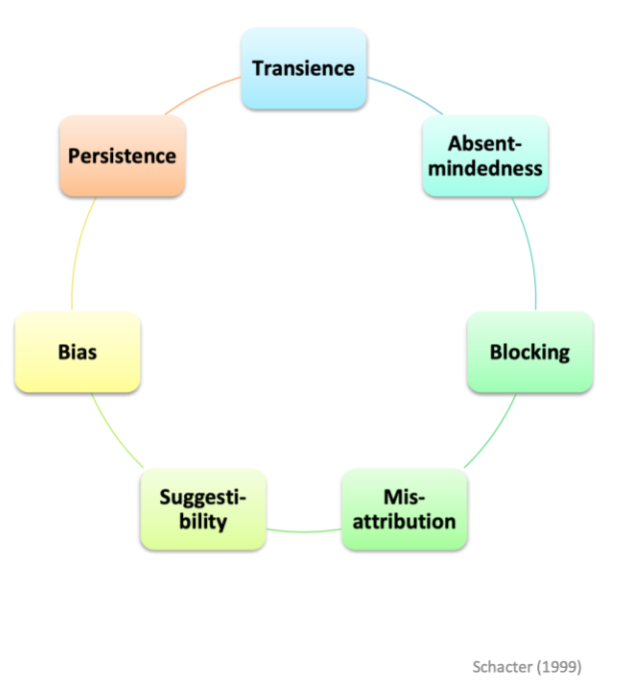 Transience
Absent-
mindedness
Blocking
Mis-
attribution
Suggesti-
bility
Bias
Persistence
Schacter (1999)